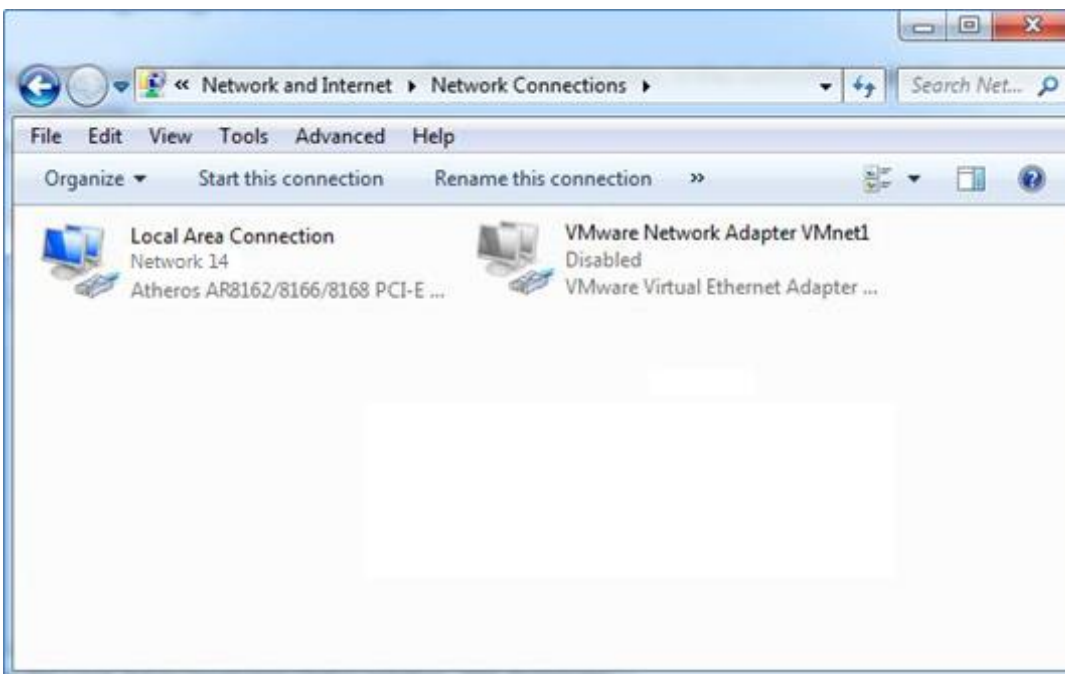 « Network and Internet ▸ Network Connections ▸ Search Net...
File Edit View Tools Advanced Help
Organize ▾ Start this connection Rename this connection »
Local Area Connection
Network 14
Atheros AR8162/8166/8168 PCI-E ...
VMware Network Adapter VMnet1
Disabled
VMware Virtual Ethernet Adapter ...